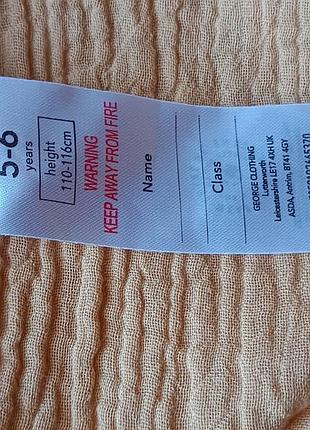 5-6
years
height
110-116cm
WARNING
KEEP AWAY FROM FIRE
Name
Class
GEORGE CLOTHING
Lutterworth
Leicestershire LE17 4XH UK
ASDA, Antrim, BT41 4GY